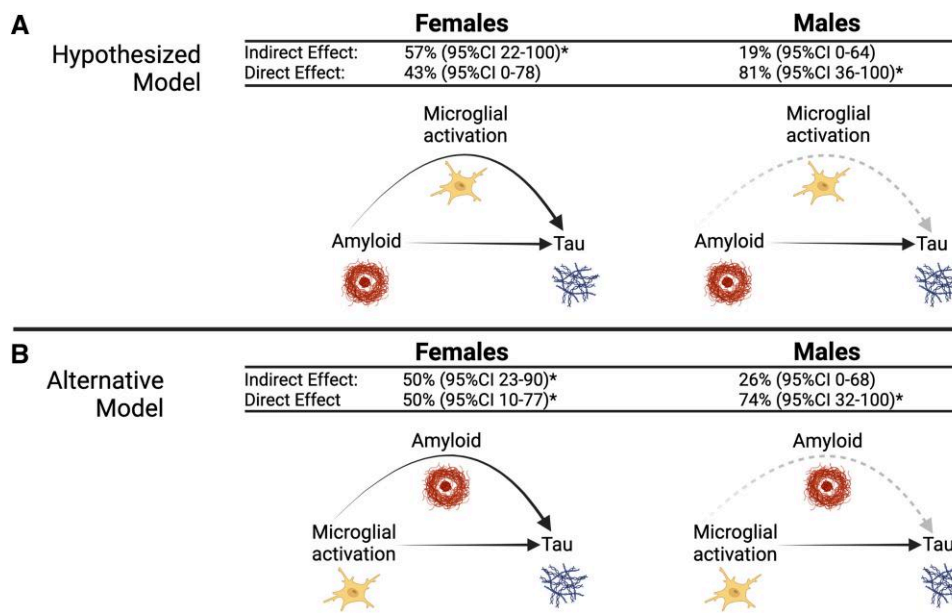 A
Hypothesized
Model
Females Males
Indirect Effect: 57% (95%CI 22-100)* 19% (95%CI 0-64)
Direct Effect: 43% (95%CI 0-78) 81% (95%CI 36-100)*
Microglial
activation
Microglial
activation
Amyloid Tau Amyloid Tau
B
Alternative
Model
Females Males
Indirect Effect: 50% (95%CI 23-90)* 26% (95%CI 0-68)
Direct Effect 50% (95%CI 10-77)* 74% (95%CI 32-100)*
Amyloid Amyloid
Microglial
activation
Tau
Microglial
activation
Tau